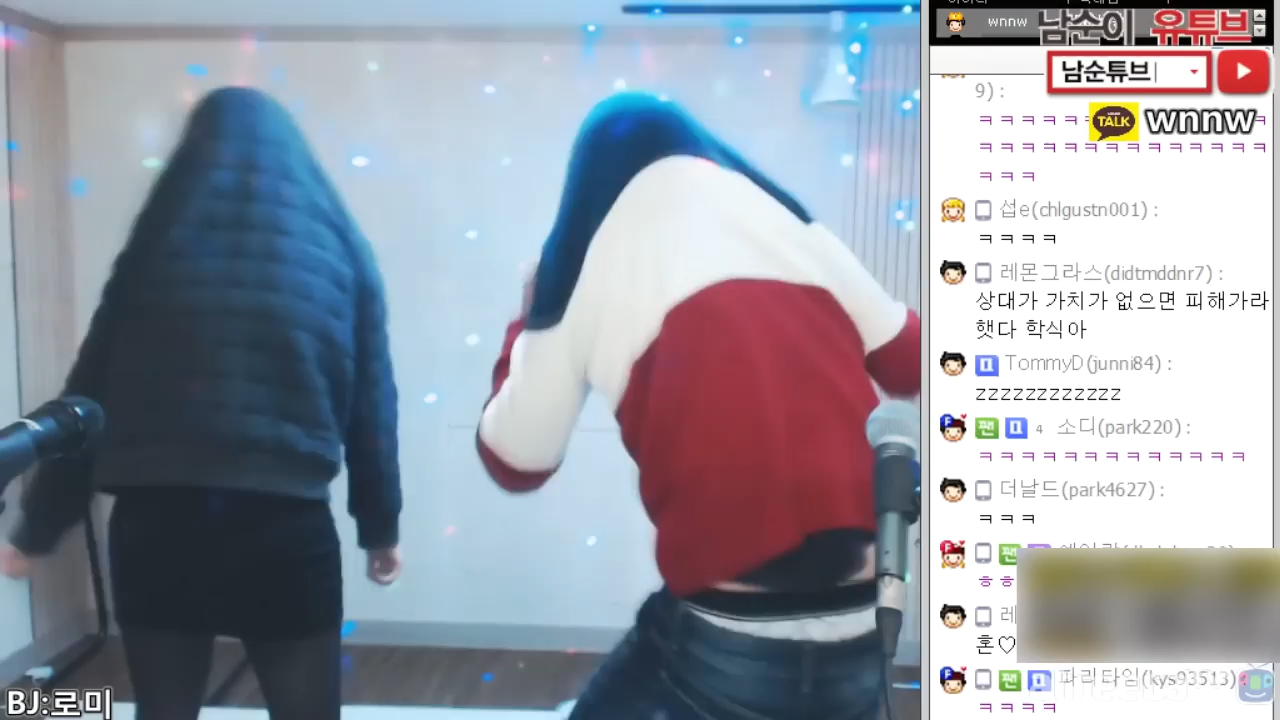 wnnw
남순이 유튜브
남순튜브
TALK wnnw
9) :
ㅋㅋㅋㅋㅋ
ㅋㅋㅋㅋㅋㅋㅋㅋㅋㅋㅋㅋㅋㅋ
ㅋㅋㅋ
섭e(chlgustn001) :
ㅋㅋㅋㅋ
레몬그라스(didtmddnr7) :
상대가 가치가 없으면 피해가라
햇다 학식아
TommyD(junni84) :
zzzzzzzzzzzz
팬 4 소디(park220) :
ㅋㅋㅋㅋㅋㅋㅋㅋㅋㅋㅋㅋㅋ
더날드(park4627) :
ㅋㅋㅋ
팬
ㅎㅎ
레
혼♡
팬 파리타임(kys93513) :
ㅋㅋㅋㅋ
BJ:로미